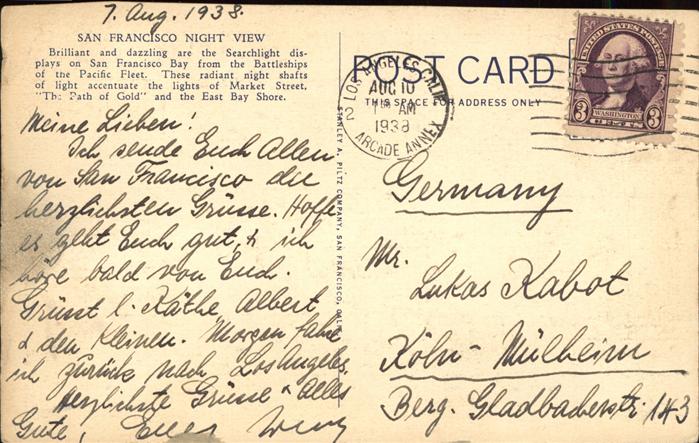 7. Aug. 1938.
SAN FRANCISCO NIGHT VIEW
Brilliant and dazzling are the Searchlight dis-
plays on San Francisco Bay from the Battleships
of the Pacific Fleet. These radiant night shafts
of light accentuate the lights of Market Street,
"The Path of Gold" and the East Bay Shore.
Meine Lieben!
Ich sende Euch Allen
von San Francisco die
herzlichsten Grüsse. Hoffe
es geht Euch gut, & ich
höre bald von Euch.
Grüsst l. Käthe, Albert
& den Kleinen. Morgen fahre
ich zurück nach Los Angeles.
Herzlichste Grüsse & Alles
Gute, Euer
STANLEY A. PILTZ COMPANY, SAN FRANCISCO, CALIF.
POST CARD
THIS SPACE FOR ADDRESS ONLY
LOS ANGELES, CALIF.
AUG 10
AM
1938
2
ARCADE ANNEX
UNITED STATES POSTAGE
WASHINGTON
3 CENTS 3
Germany
Mr.
Lukas Kabot
Köln-Mülheim
Berg. Gladbacherstr. 143